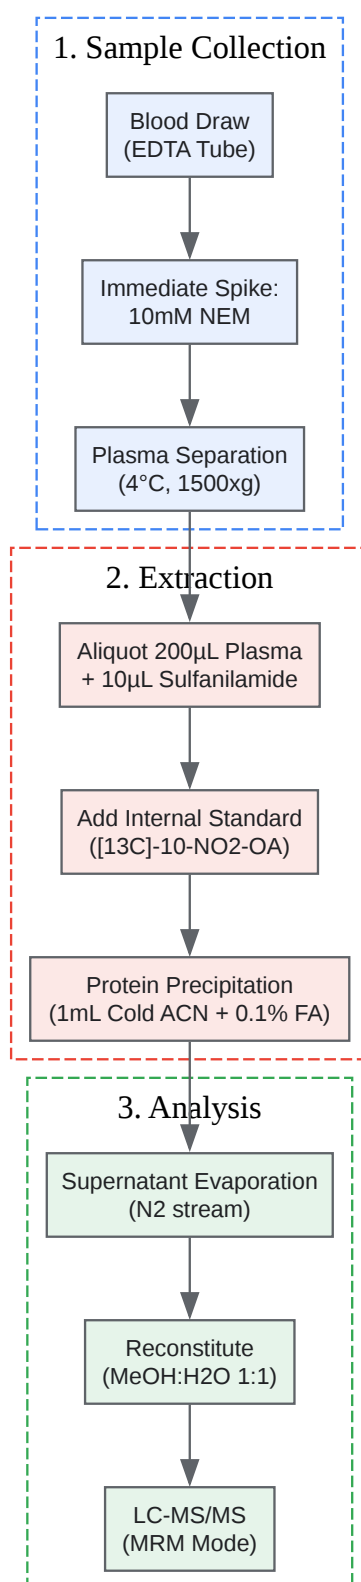 1. Sample Collection
Blood Draw
(EDTA Tube)
Immediate Spike:
10mM NEM
Plasma Separation
(4°C, 1500xg)
2. Extraction
Aliquot 200µL Plasma
+ 10µL Sulfanilamide
Add Internal Standard
([13C]-10-NO2-OA)
Protein Precipitation
(1mL Cold ACN + 0.1% FA)
3. Analysis
Supernatant Evaporation
(N2 stream)
Reconstitute
(MeOH:H2O 1:1)
LC-MS/MS
(MRM Mode)